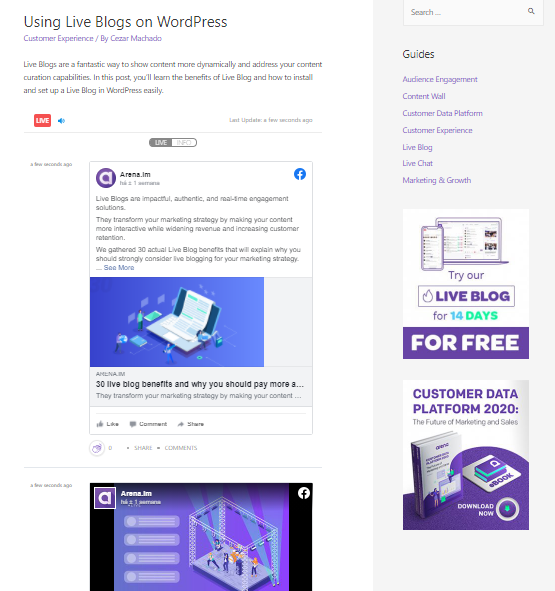 Using Live Blogs on WordPress
Customer Experience / By Cezar Machado
Live Blogs are a fantastic way to show content more dynamically and address your content
curation capabilities. In this post, you'll learn the benefits of Live Blog and how to install
and set up a Live Blog in WordPress easily.
LIVE
Last Update: a few seconds ago
LIVE INFO
a few seconds ago
Arena.im
há ± 1 semana
Live Blogs are impactful, authentic, and real-time engagement
solutions.
They transform your marketing strategy by making your content
more interactive while widening revenue and increasing customer
retention.
We gathered 30 actual Live Blog benefits that will explain why you
should strongly consider live blogging for your marketing strategy.
... See More
ARENA.IM
30 live blog benefits and why you should pay more a...
They transform your marketing strategy by making your content ...
Like Comment Share
0 • SHARE • COMMENTS
a few seconds ago
Arena.im
há ± 1 semana
Search ...
Guides
Audience Engagement
Content Wall
Customer Data Platform
Customer Experience
Live Blog
Live Chat
Marketing & Growth
Try our
LIVE BLOG
for 14 DAYS
FOR FREE
CUSTOMER DATA
PLATFORM 2020:
The Future of Marketing and Sales
arena
CUSTOMER DATA
PLATFORM 2020
eBOOK
DOWNLOAD
NOW